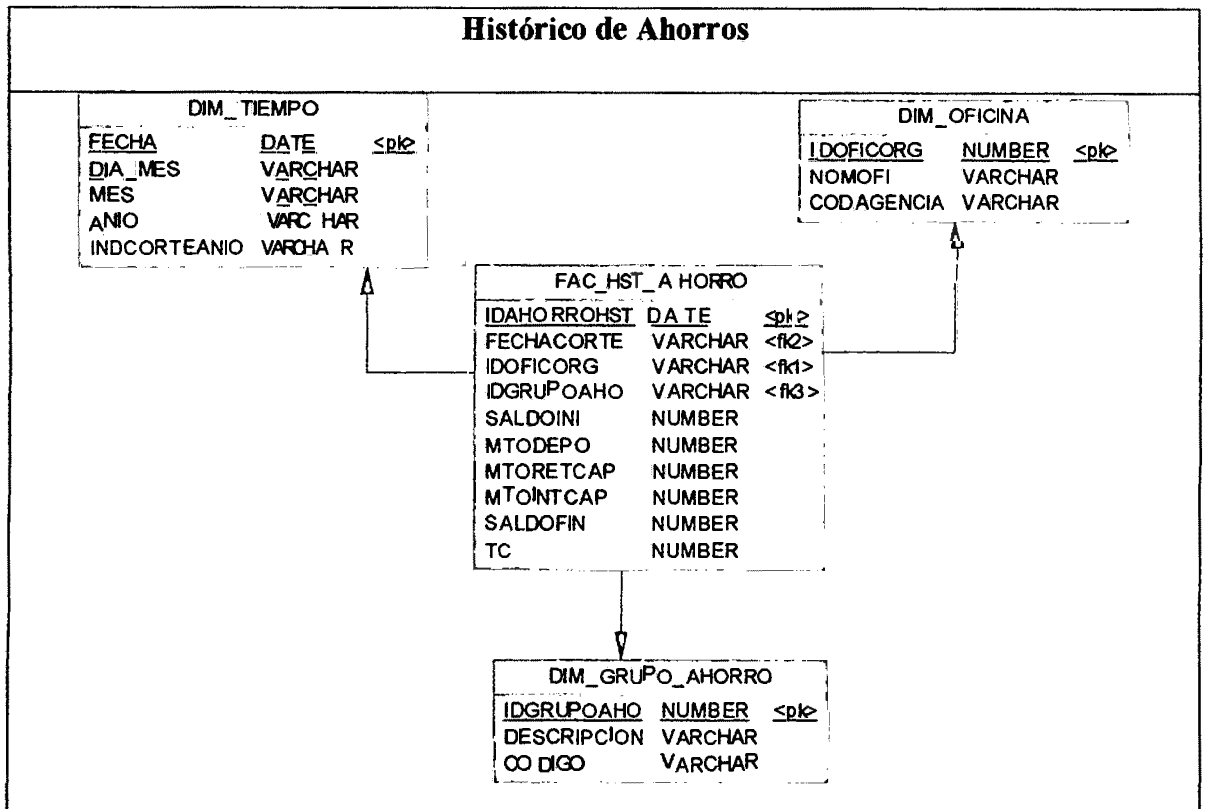 Histórico de Ahorros
DIM_TIEMPO
FECHA DATE <pk>
DIA_MES VARCHAR
MES VARCHAR
ANIO VARCHAR
INDCORTEANIO VARCHAR
DIM_OFICINA
IDOFICORG NUMBER <pk>
NOMOFI VARCHAR
CODAGENCIA VARCHAR
FAC_HST_AHORRO
IDAHORROHST DATE <pk>
FECHACORTE VARCHAR <fk2>
IDOFICORG VARCHAR <fk1>
IDGRUPOAHO VARCHAR <fk3>
SALDOINI NUMBER
MTODEPO NUMBER
MTORETCAP NUMBER
MTOINTCAP NUMBER
SALDOFIN NUMBER
TC NUMBER
DIM_GRUPO_AHORRO
IDGRUPOAHO NUMBER <pk>
DESCRIPCION VARCHAR
CODIGO VARCHAR